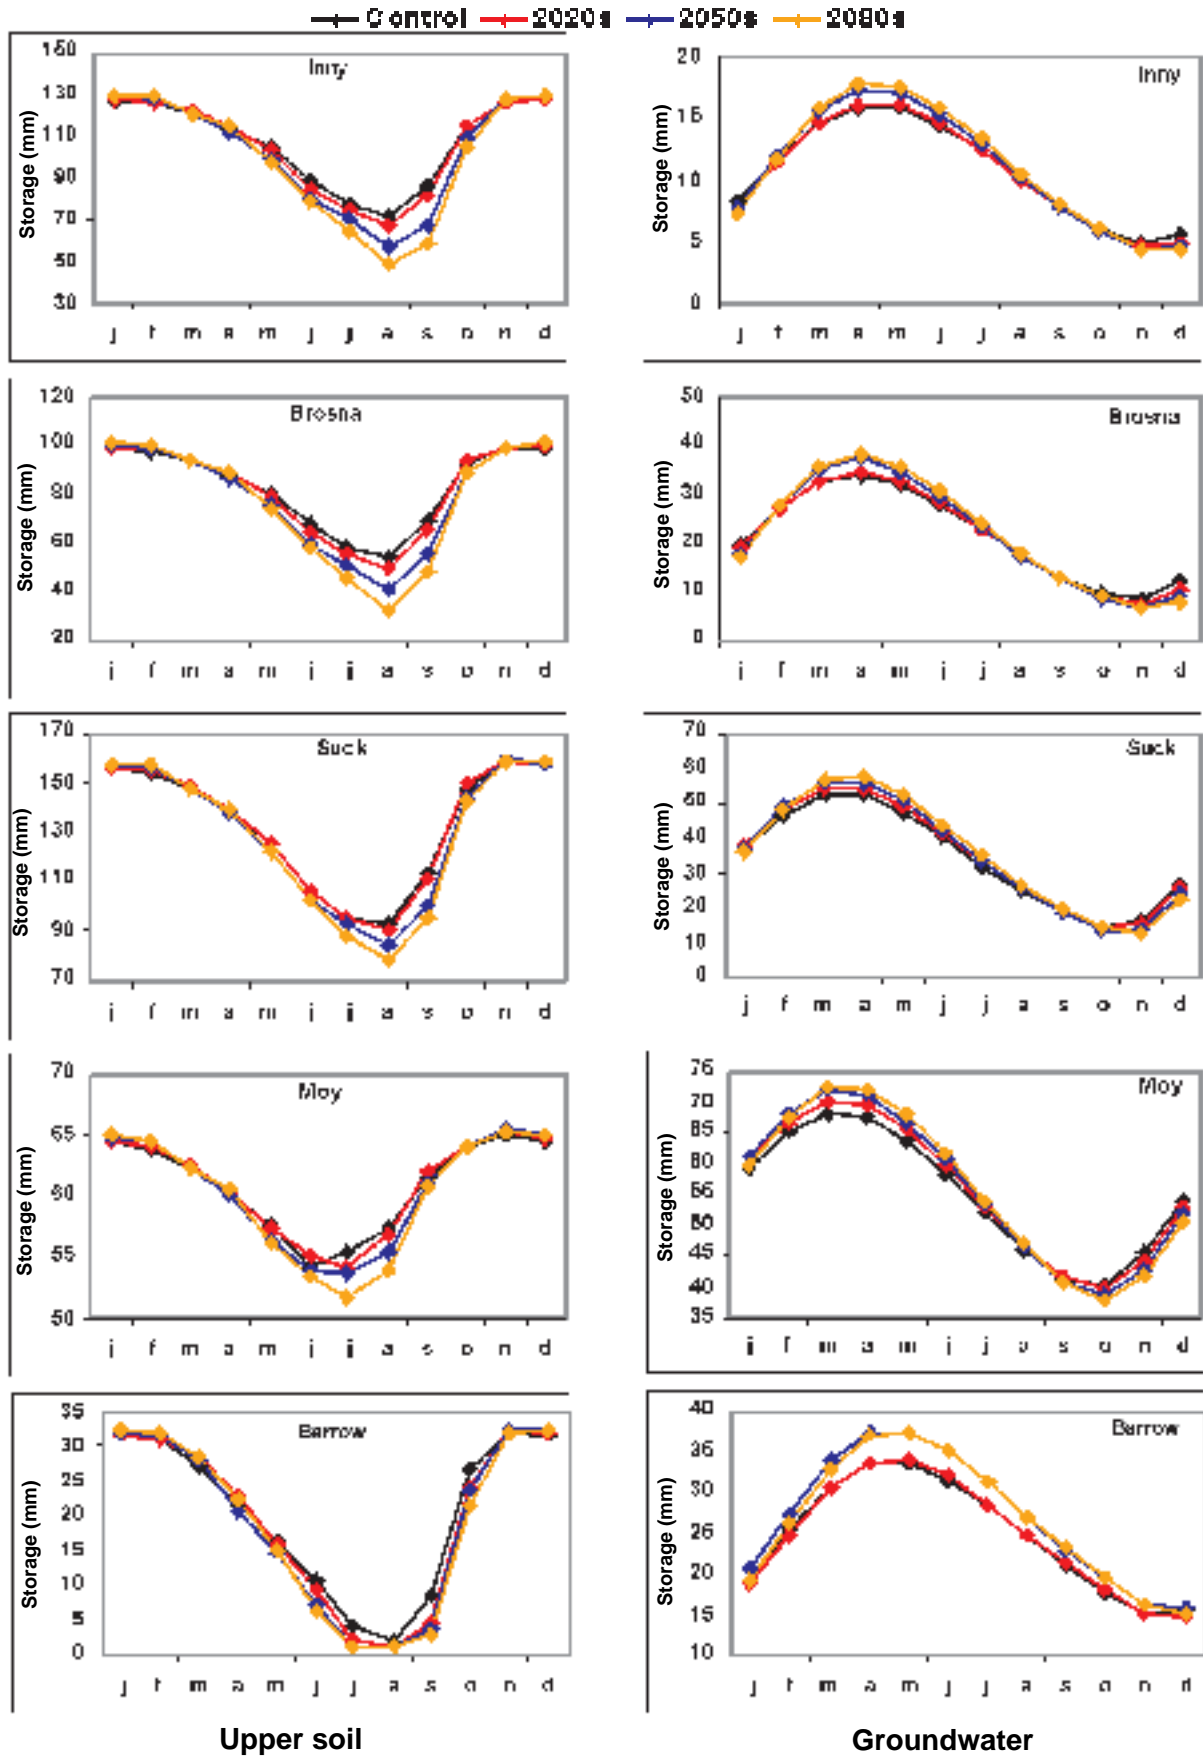 Control 2020s 2050s 2080s
Inny
Storage (mm)
150
130
110
90
70
50
30
j f m a m j j a s o n d
Inny
Storage (mm)
20
15
10
5
0
j f m a m j j a s o n d
Brosna
Storage (mm)
120
100
80
60
40
20
j f m a m j j a s o n d
Brosna
Storage (mm)
50
40
30
20
10
0
j f m a m j j a s o n d
Suck
Storage (mm)
170
150
130
110
90
70
j f m a m j j a s o n d
Suck
Storage (mm)
70
60
50
40
30
20
10
0
j f m a m j j a s o n d
Moy
Storage (mm)
70
65
60
55
50
j f m a m j j a s o n d
Moy
Storage (mm)
75
70
65
60
55
50
45
40
35
j f m a m j j a s o n d
Barrow
Storage (mm)
35
30
25
20
15
10
5
0
j f m a m j j a s o n d
Barrow
Storage (mm)
40
35
30
25
20
15
10
j f m a m j j a s o n d
Upper soil
Groundwater